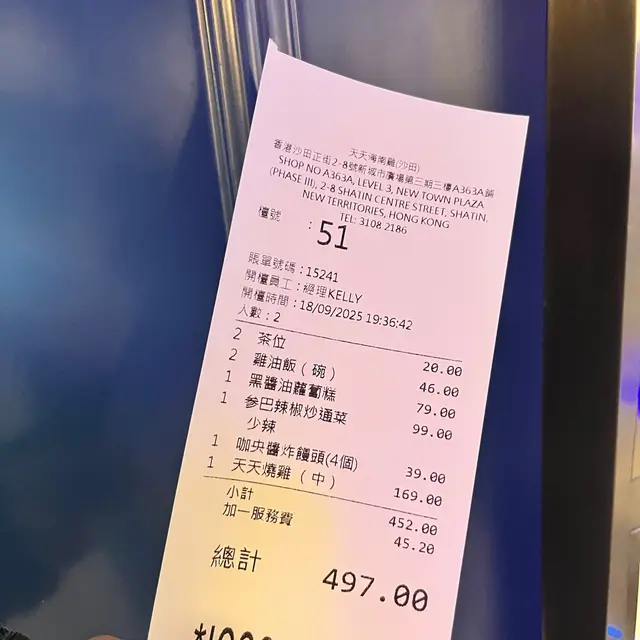 天天海南雞(沙田)
香港沙田正街2-8號新城市廣場第三期三樓A363A舖
SHOP NO A363A, LEVEL 3, NEW TOWN PLAZA
(PHASE III), 2-8 SHATIN CENTRE STREET, SHATIN,
NEW TERRITORIES, HONG KONG
TEL: 3108 2186
檯號 : 51
賬單號碼 : 15241
開檯員工 : 經理KELLY
開檯時間 : 18/09/2025 19:36:42
人數 : 2
2 茶位 20.00
2 雞油飯 ( 碗 ) 46.00
1 黑醬油蘿蔔糕 79.00
1 參巴辣椒炒通菜 99.00
少辣
1 咖央醬炸饅頭(4個) 39.00
1 天天燒雞 ( 中 ) 169.00
小計 452.00
加一服務費 45.20
總計 497.00